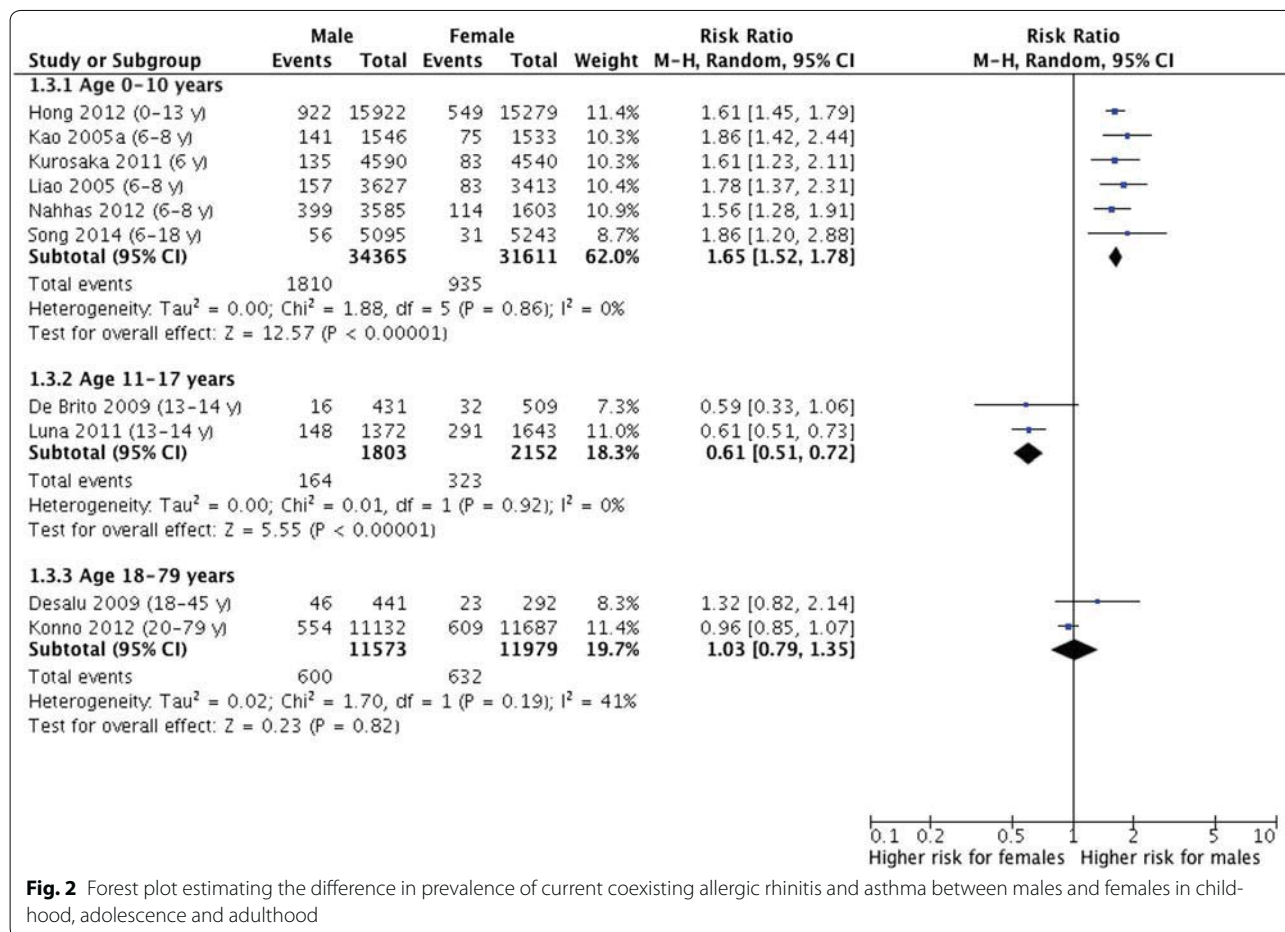 Male Female Risk Ratio Risk Ratio
Study or Subgroup Events Total Events Total Weight M-H, Random, 95% CI M-H, Random, 95% CI
1.3.1 Age 0-10 years
Hong 2012 (0-13 y) 922 15922 549 15279 11.4% 1.61 [1.45, 1.79]
Kao 2005a (6-8 y) 141 1546 75 1533 10.3% 1.86 [1.42, 2.44]
Kurosaka 2011 (6 y) 135 4590 83 4540 10.3% 1.61 [1.23, 2.11]
Liao 2005 (6-8 y) 157 3627 83 3413 10.4% 1.78 [1.37, 2.31]
Nahhas 2012 (6-8 y) 399 3585 114 1603 10.9% 1.56 [1.28, 1.91]
Song 2014 (6-18 y) 56 5095 31 5243 8.7% 1.86 [1.20, 2.88]
Subtotal (95% CI) 34365 31611 62.0% 1.65 [1.52, 1.78]
Total events 1810 935
Heterogeneity: Tau² = 0.00; Chi² = 1.88, df = 5 (P = 0.86); I² = 0%
Test for overall effect: Z = 12.57 (P < 0.00001)
1.3.2 Age 11-17 years
De Brito 2009 (13-14 y) 16 431 32 509 7.3% 0.59 [0.33, 1.06]
Luna 2011 (13-14 y) 148 1372 291 1643 11.0% 0.61 [0.51, 0.73]
Subtotal (95% CI) 1803 2152 18.3% 0.61 [0.51, 0.72]
Total events 164 323
Heterogeneity: Tau² = 0.00; Chi² = 0.01, df = 1 (P = 0.92); I² = 0%
Test for overall effect: Z = 5.55 (P < 0.00001)
1.3.3 Age 18-79 years
Desalu 2009 (18-45 y) 46 441 23 292 8.3% 1.32 [0.82, 2.14]
Konno 2012 (20-79 y) 554 11132 609 11687 11.4% 0.96 [0.85, 1.07]
Subtotal (95% CI) 11573 11979 19.7% 1.03 [0.79, 1.35]
Total events 600 632
Heterogeneity: Tau² = 0.02; Chi² = 1.70, df = 1 (P = 0.19); I² = 41%
Test for overall effect: Z = 0.23 (P = 0.82)
0.1 0.2 0.5 1 2 5 10
Higher risk for females Higher risk for males
Fig. 2 Forest plot estimating the difference in prevalence of current coexisting allergic rhinitis and asthma between males and females in child-
hood, adolescence and adulthood